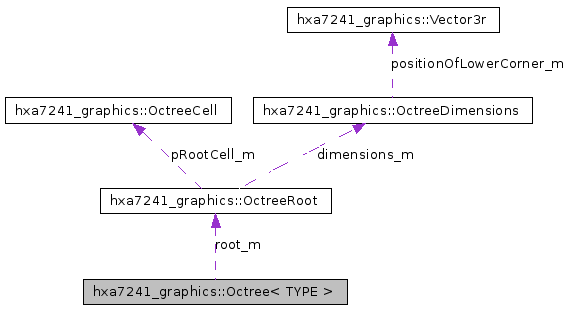 hxa7241_graphics::Vector3r
positionOfLowerCorner_m
hxa7241_graphics::OctreeCell
hxa7241_graphics::OctreeDimensions
pRootCell_m
dimensions_m
hxa7241_graphics::OctreeRoot
root_m
hxa7241_graphics::Octree< TYPE >